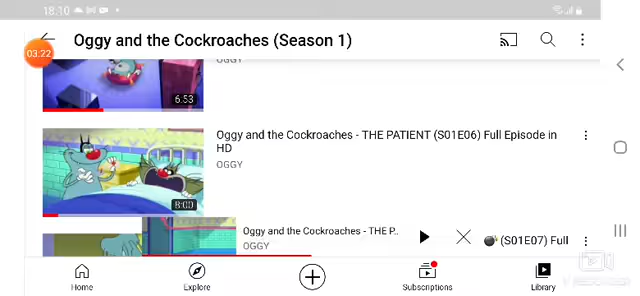 18:10
Oggy and the Cockroaches (Season 1)
03:22
OGGY
6:53
Oggy and the Cockroaches - THE PATIENT (S01E06) Full Episode in
HD
OGGY
8:00
Oggy and the Cockroaches - THE P..
OGGY
(S01E07) Full
Home
Explore
Subscriptions
Library